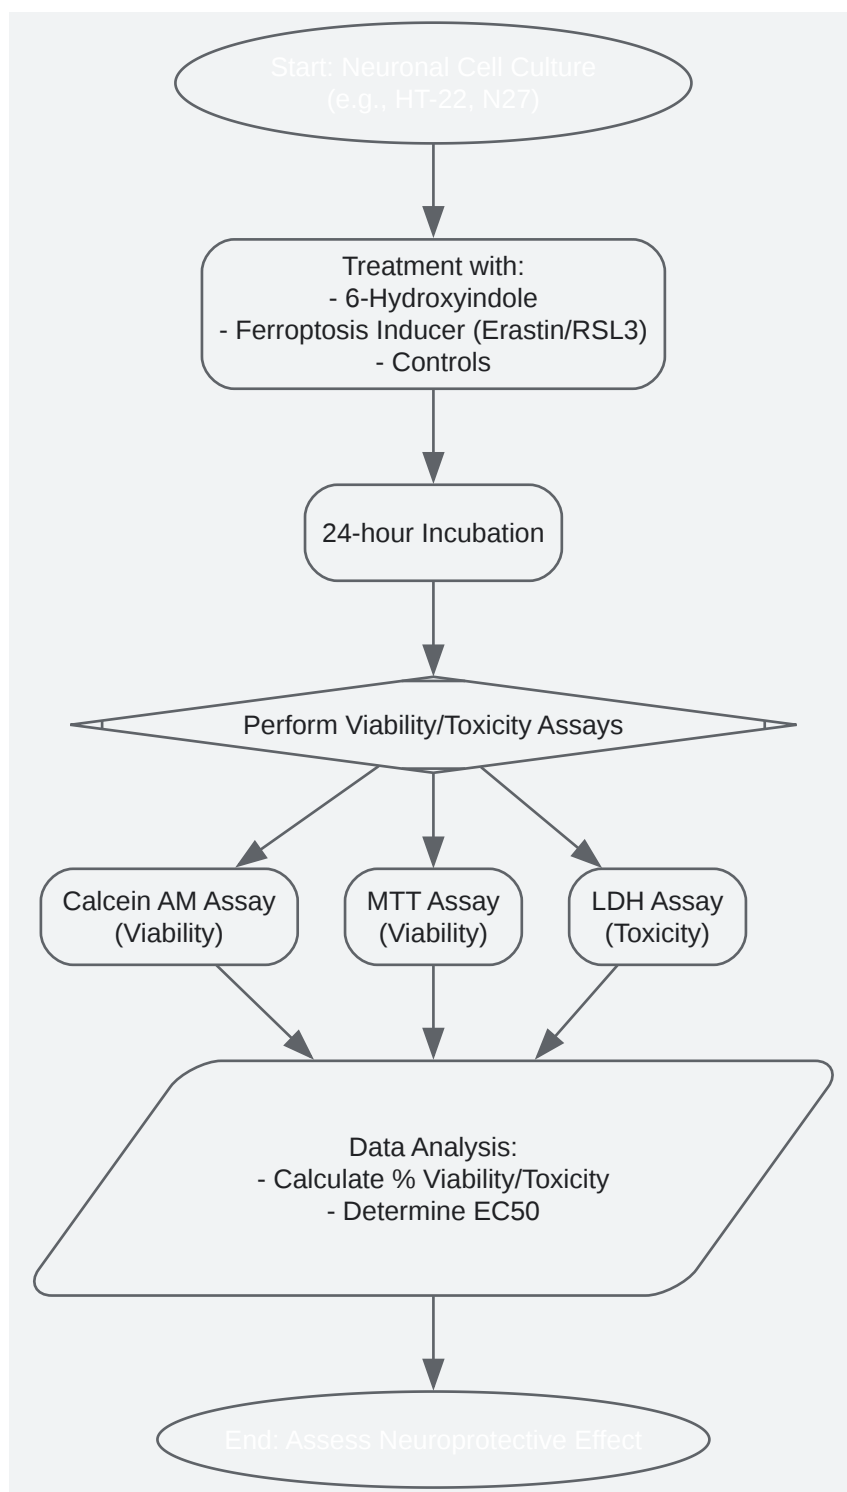 Start: Neuronal Cell Culture
(e.g., HT-22, N27)
Treatment with:
- 6-Hydroxyindole
- Ferroptosis Inducer (Erastin/RSL3)
- Controls
24-hour Incubation
Perform Viability/Toxicity Assays
Calcein AM Assay
(Viability)
MTT Assay
(Viability)
LDH Assay
(Toxicity)
Data Analysis:
- Calculate % Viability/Toxicity
- Determine EC50
End: Assess Neuroprotective Effect